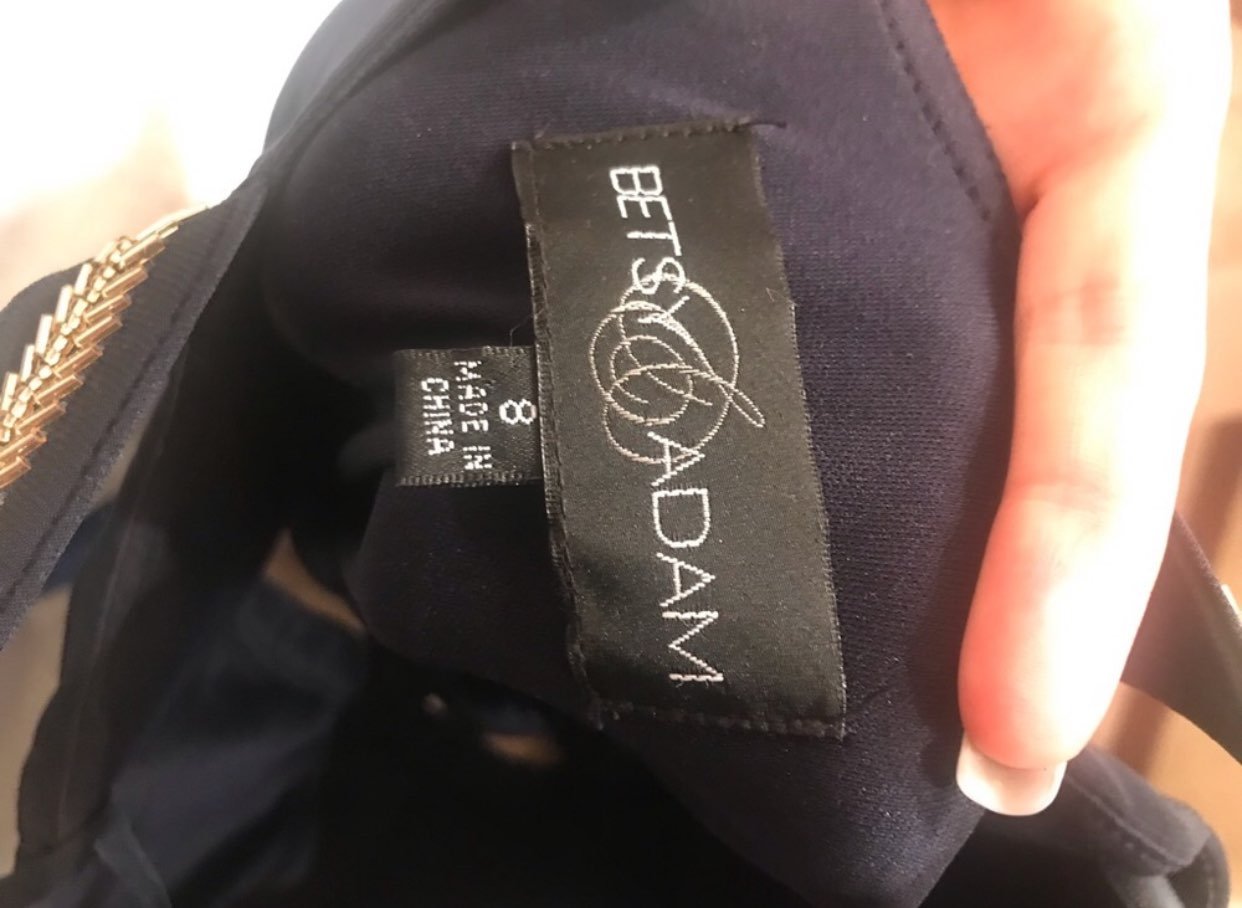 BETSY & ADAM
8
MADE IN
CHINA